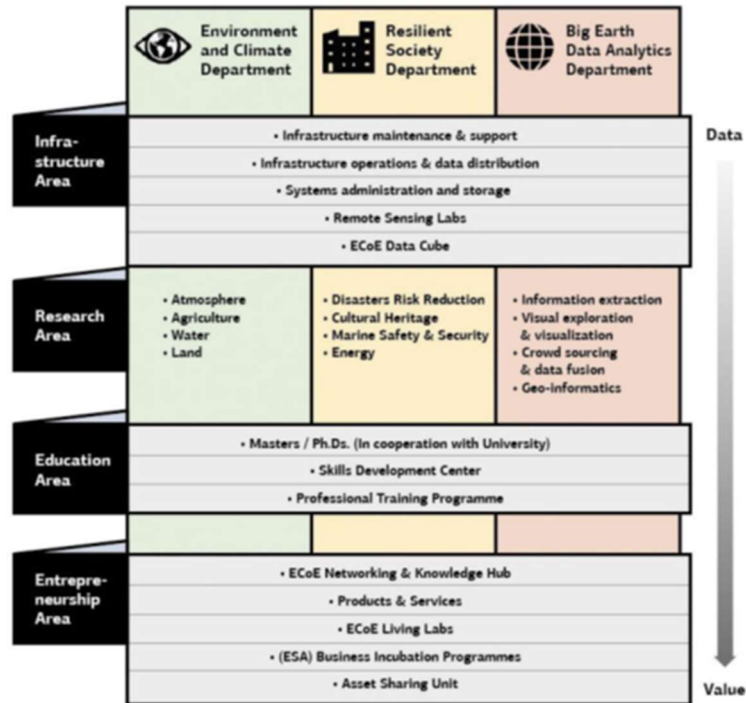 Environment
and Climate
Department
Resilient
Society
Department
Big Earth
Data Analytics
Department
Infra-
structure
Area
• Infrastructure maintenance & support
• Infrastructure operations & data distribution
• Systems administration and storage
• Remote Sensing Labs
• ECoE Data Cube
Data
Research
Area
• Atmosphere
• Agriculture
• Water
• Land
• Disasters Risk Reduction
• Cultural Heritage
• Marine Safety & Security
• Energy
• Information extraction
• Visual exploration
& visualization
• Crowd sourcing
& data fusion
• Geo-informatics
Education
Area
• Masters / Ph.Ds. (In cooperation with University)
• Skills Development Center
• Professional Training Programme
Entrepre-
neurship
Area
• ECoE Networking & Knowledge Hub
• Products & Services
• ECoE Living Labs
• (ESA) Business Incubation Programmes
• Asset Sharing Unit
Value